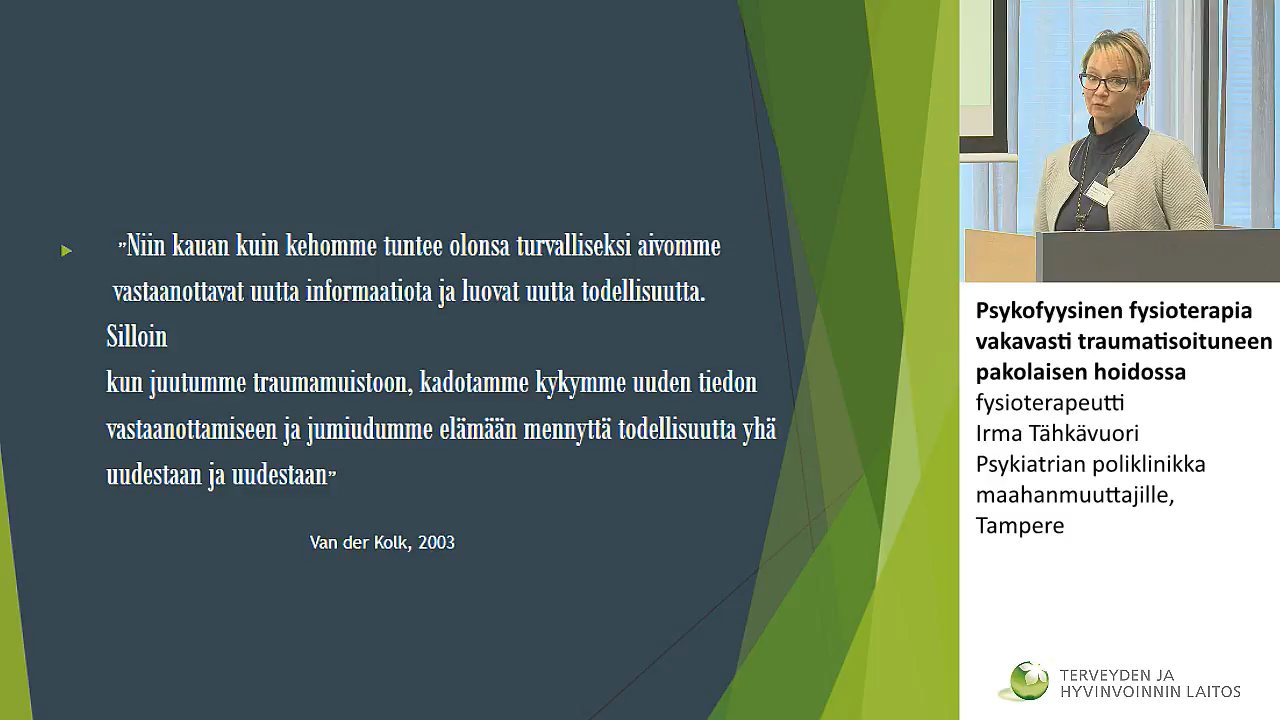 ”Niin kauan kuin kehomme tuntee olonsa turvalliseksi aivomme
vastaanottavat uutta informaatiota ja luovat uutta todellisuutta.
Silloin
kun juutumme traumamuistoon, kadotamme kykymme uuden tiedon
vastaanottamiseen ja jumiudumme elämään mennyttä todellisuutta yhä
uudestaan ja uudestaan”
Van der Kolk, 2003
Psykofyysinen fysioterapia
vakavasti traumatisoituneen
pakolaisen hoidossa
fysioterapeutti
Irma Tähkävuori
Psykiatrian poliklinikka
maahanmuuttajille,
Tampere
TERVEYDEN JA
HYVINVOINNIN LAITOS